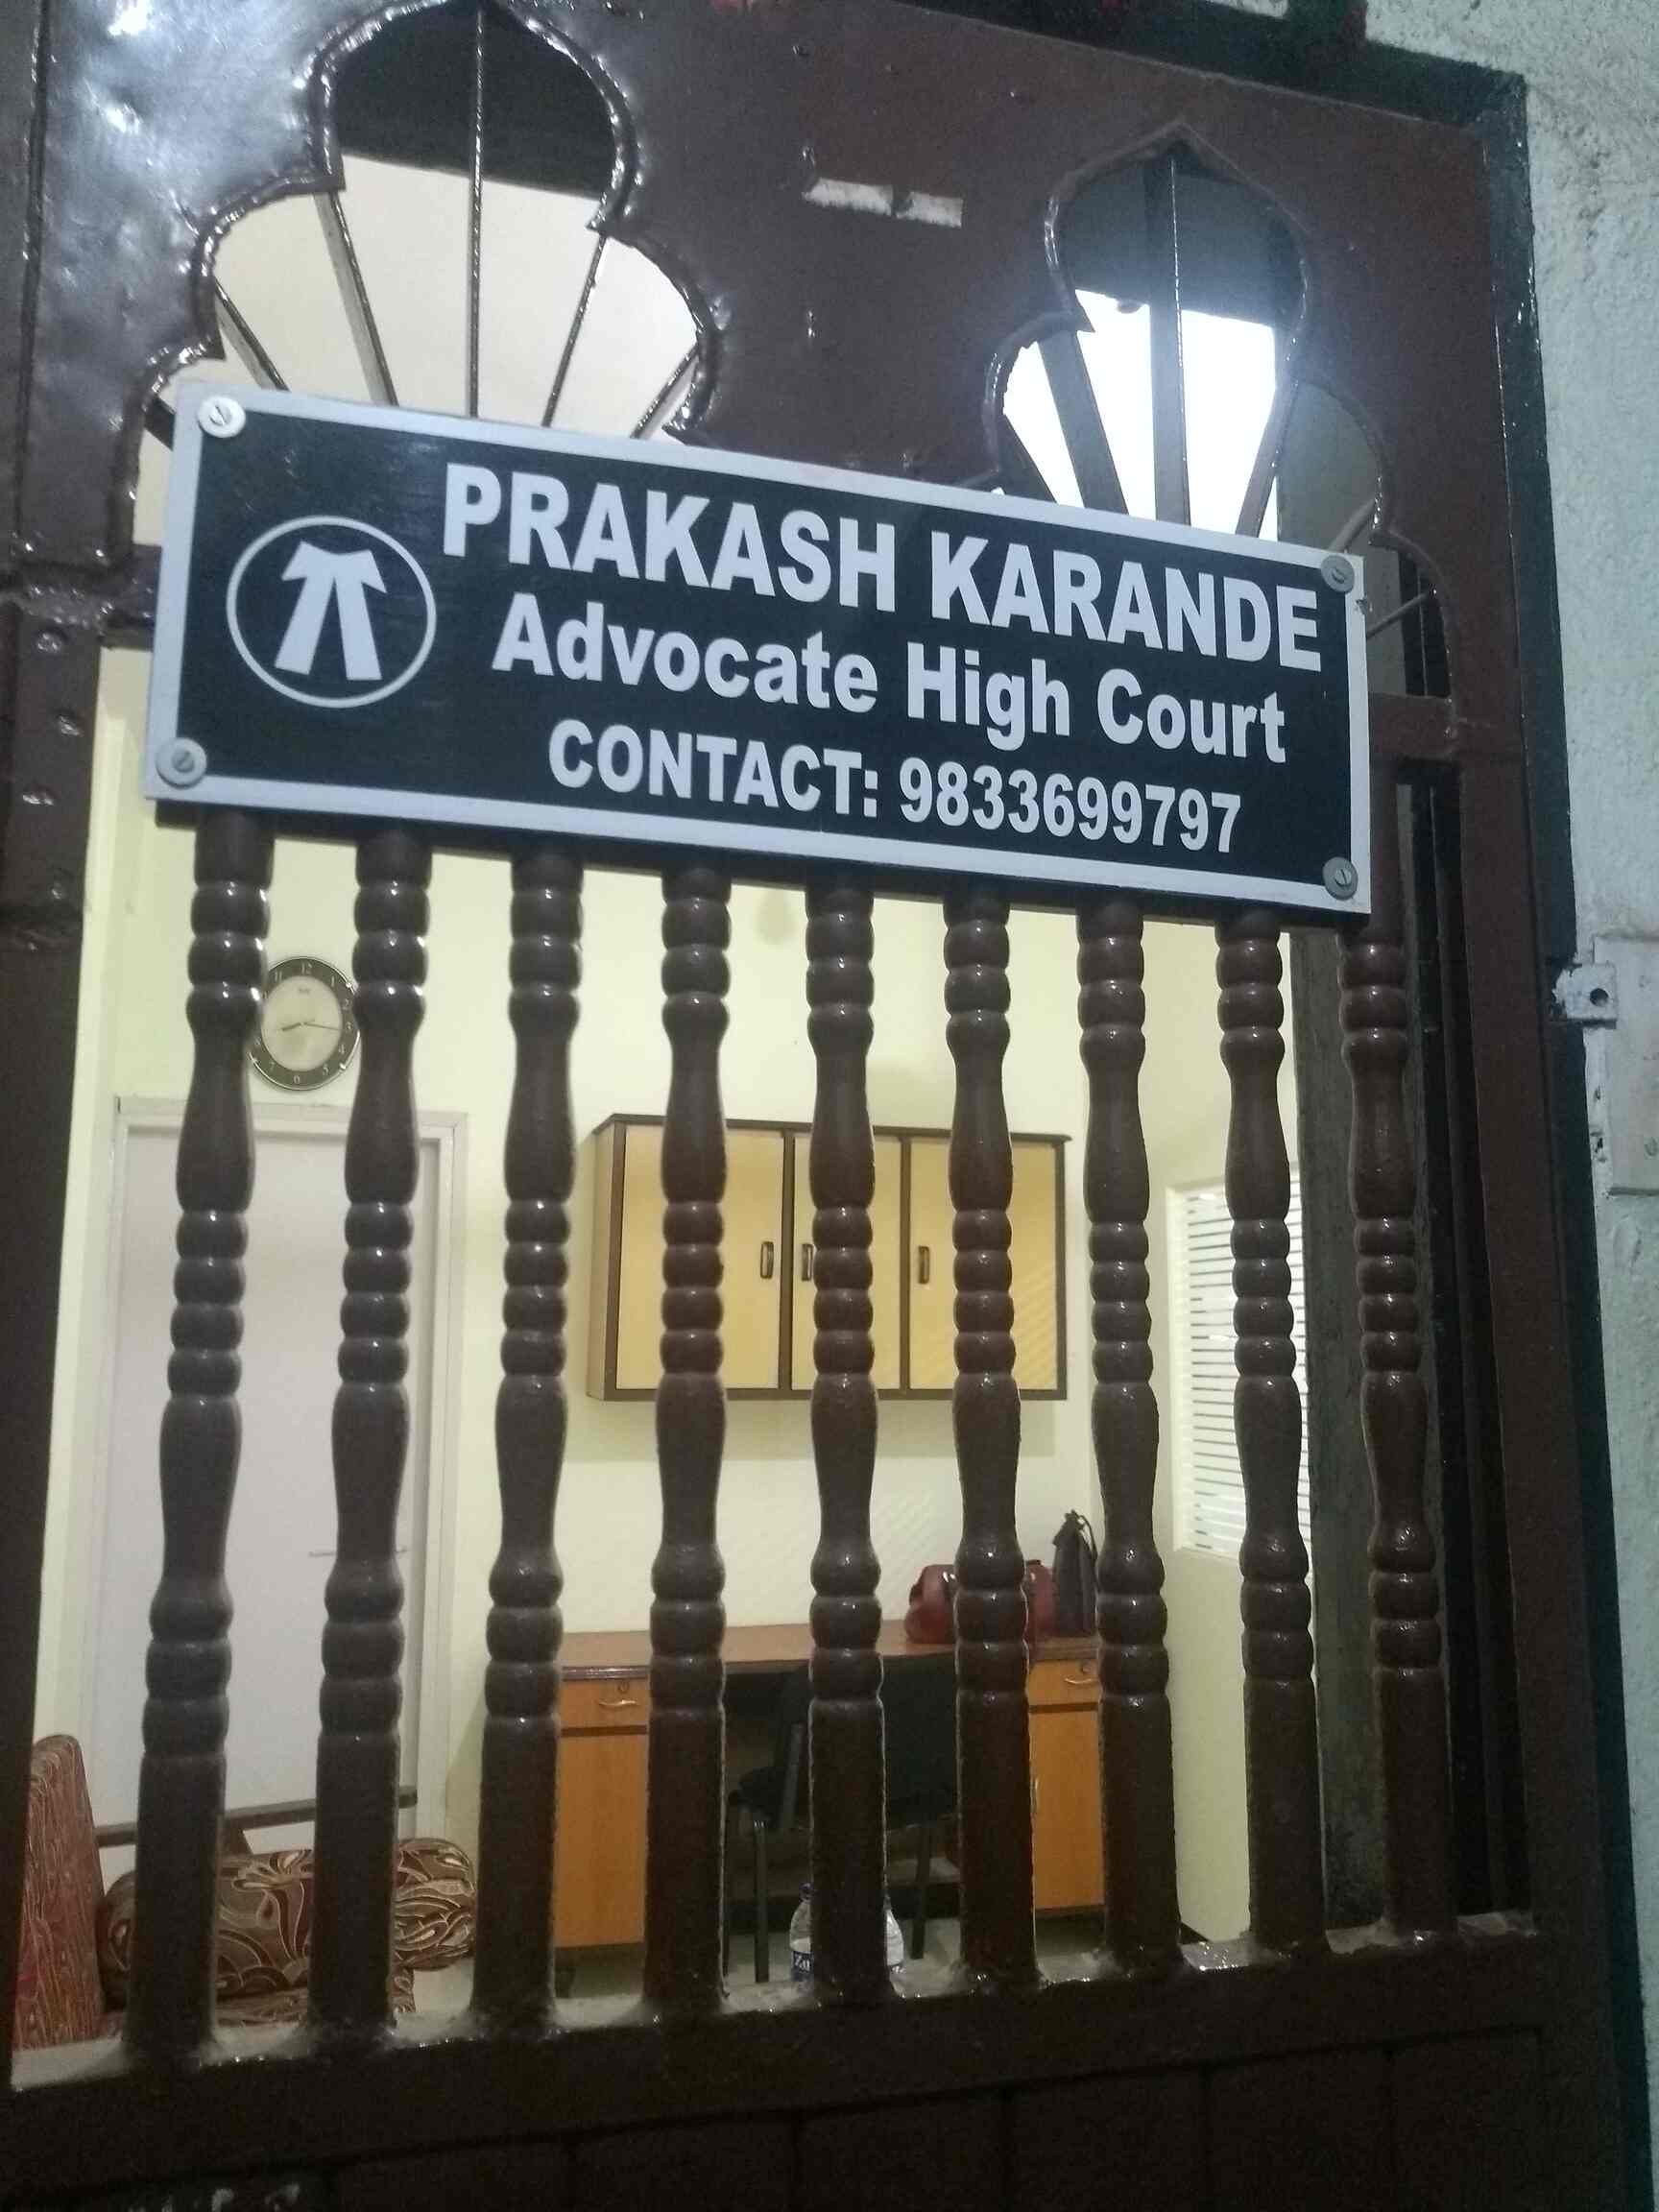 PRAKASH KARANDE
Advocate High Court
CONTACT: 9833699797